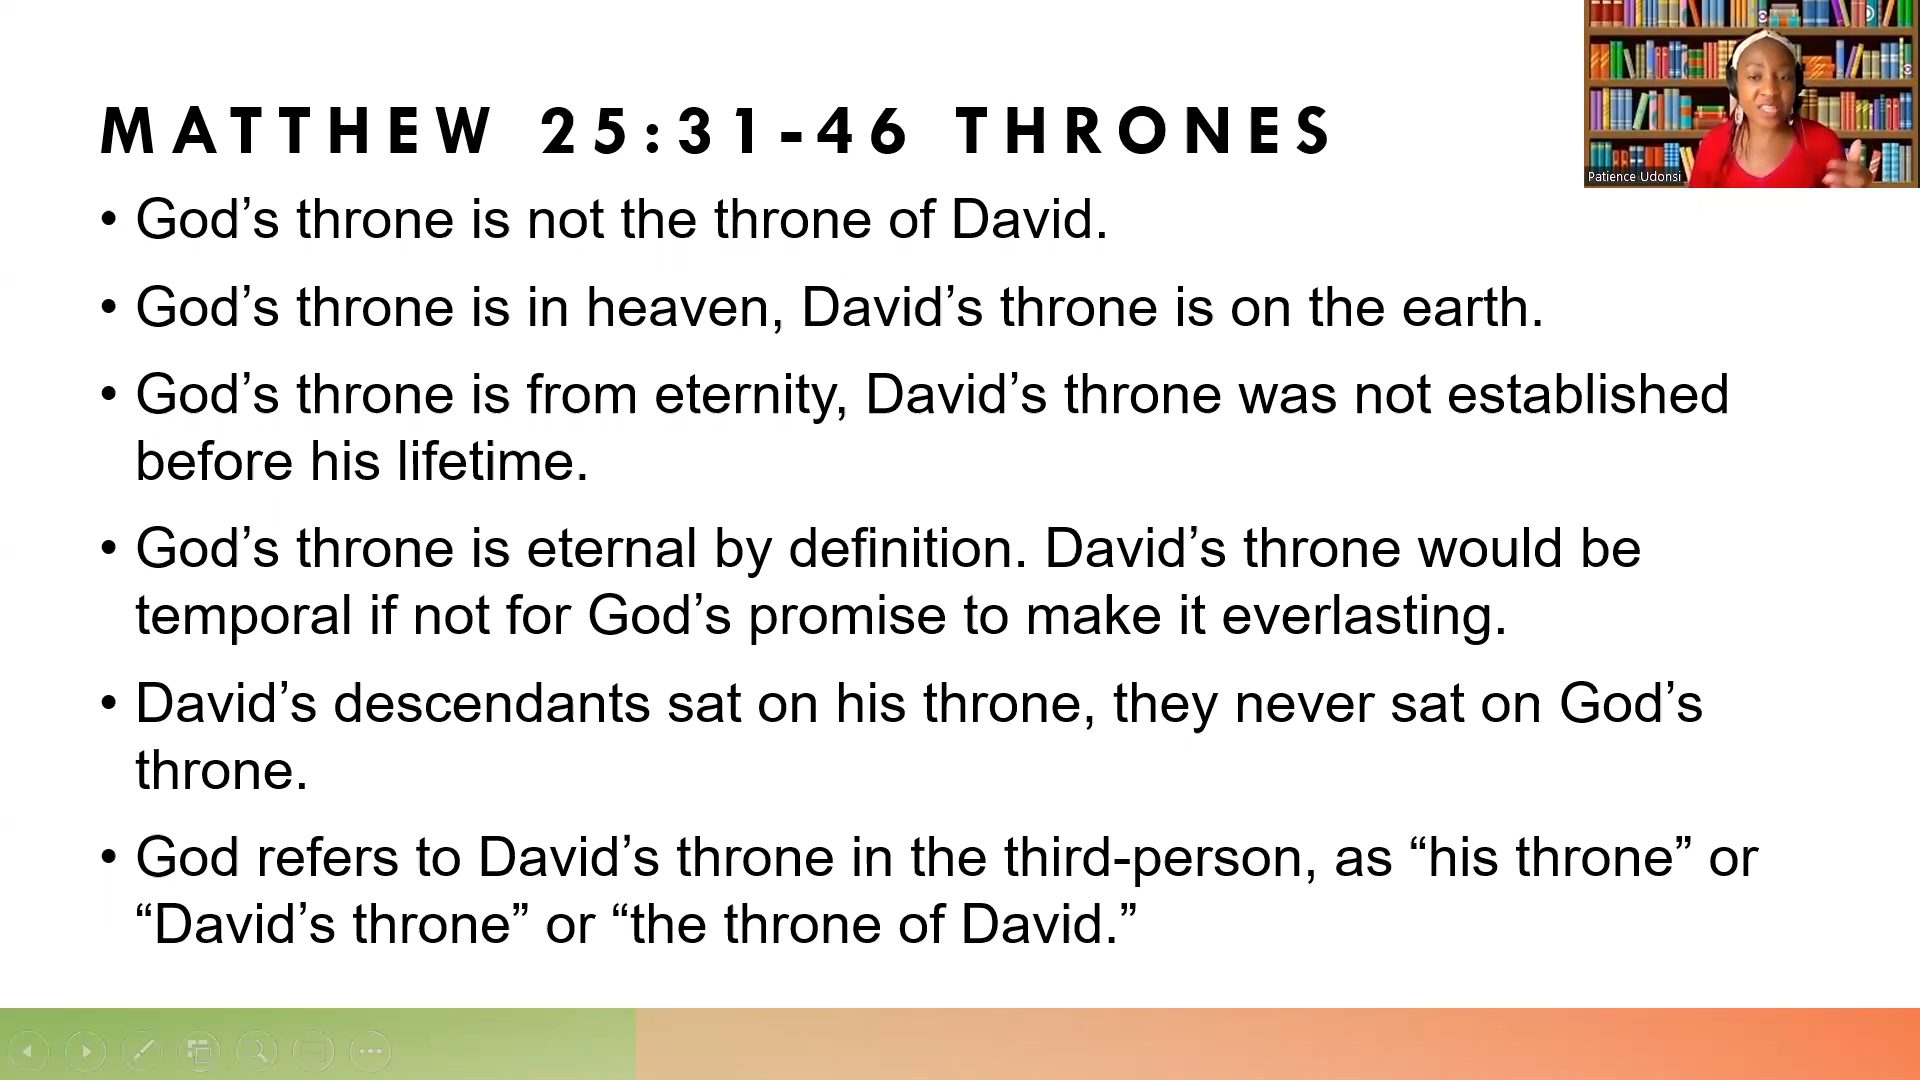 MATTHEW 25:31-46 THRONES
• God’s throne is not the throne of David.
• God’s throne is in heaven, David’s throne is on the earth.
• God’s throne is from eternity, David’s throne was not established
before his lifetime.
• God’s throne is eternal by definition. David’s throne would be
temporal if not for God’s promise to make it everlasting.
• David’s descendants sat on his throne, they never sat on God’s
throne.
• God refers to David’s throne in the third-person, as “his throne” or
“David’s throne” or “the throne of David.”
Patience Udonsi